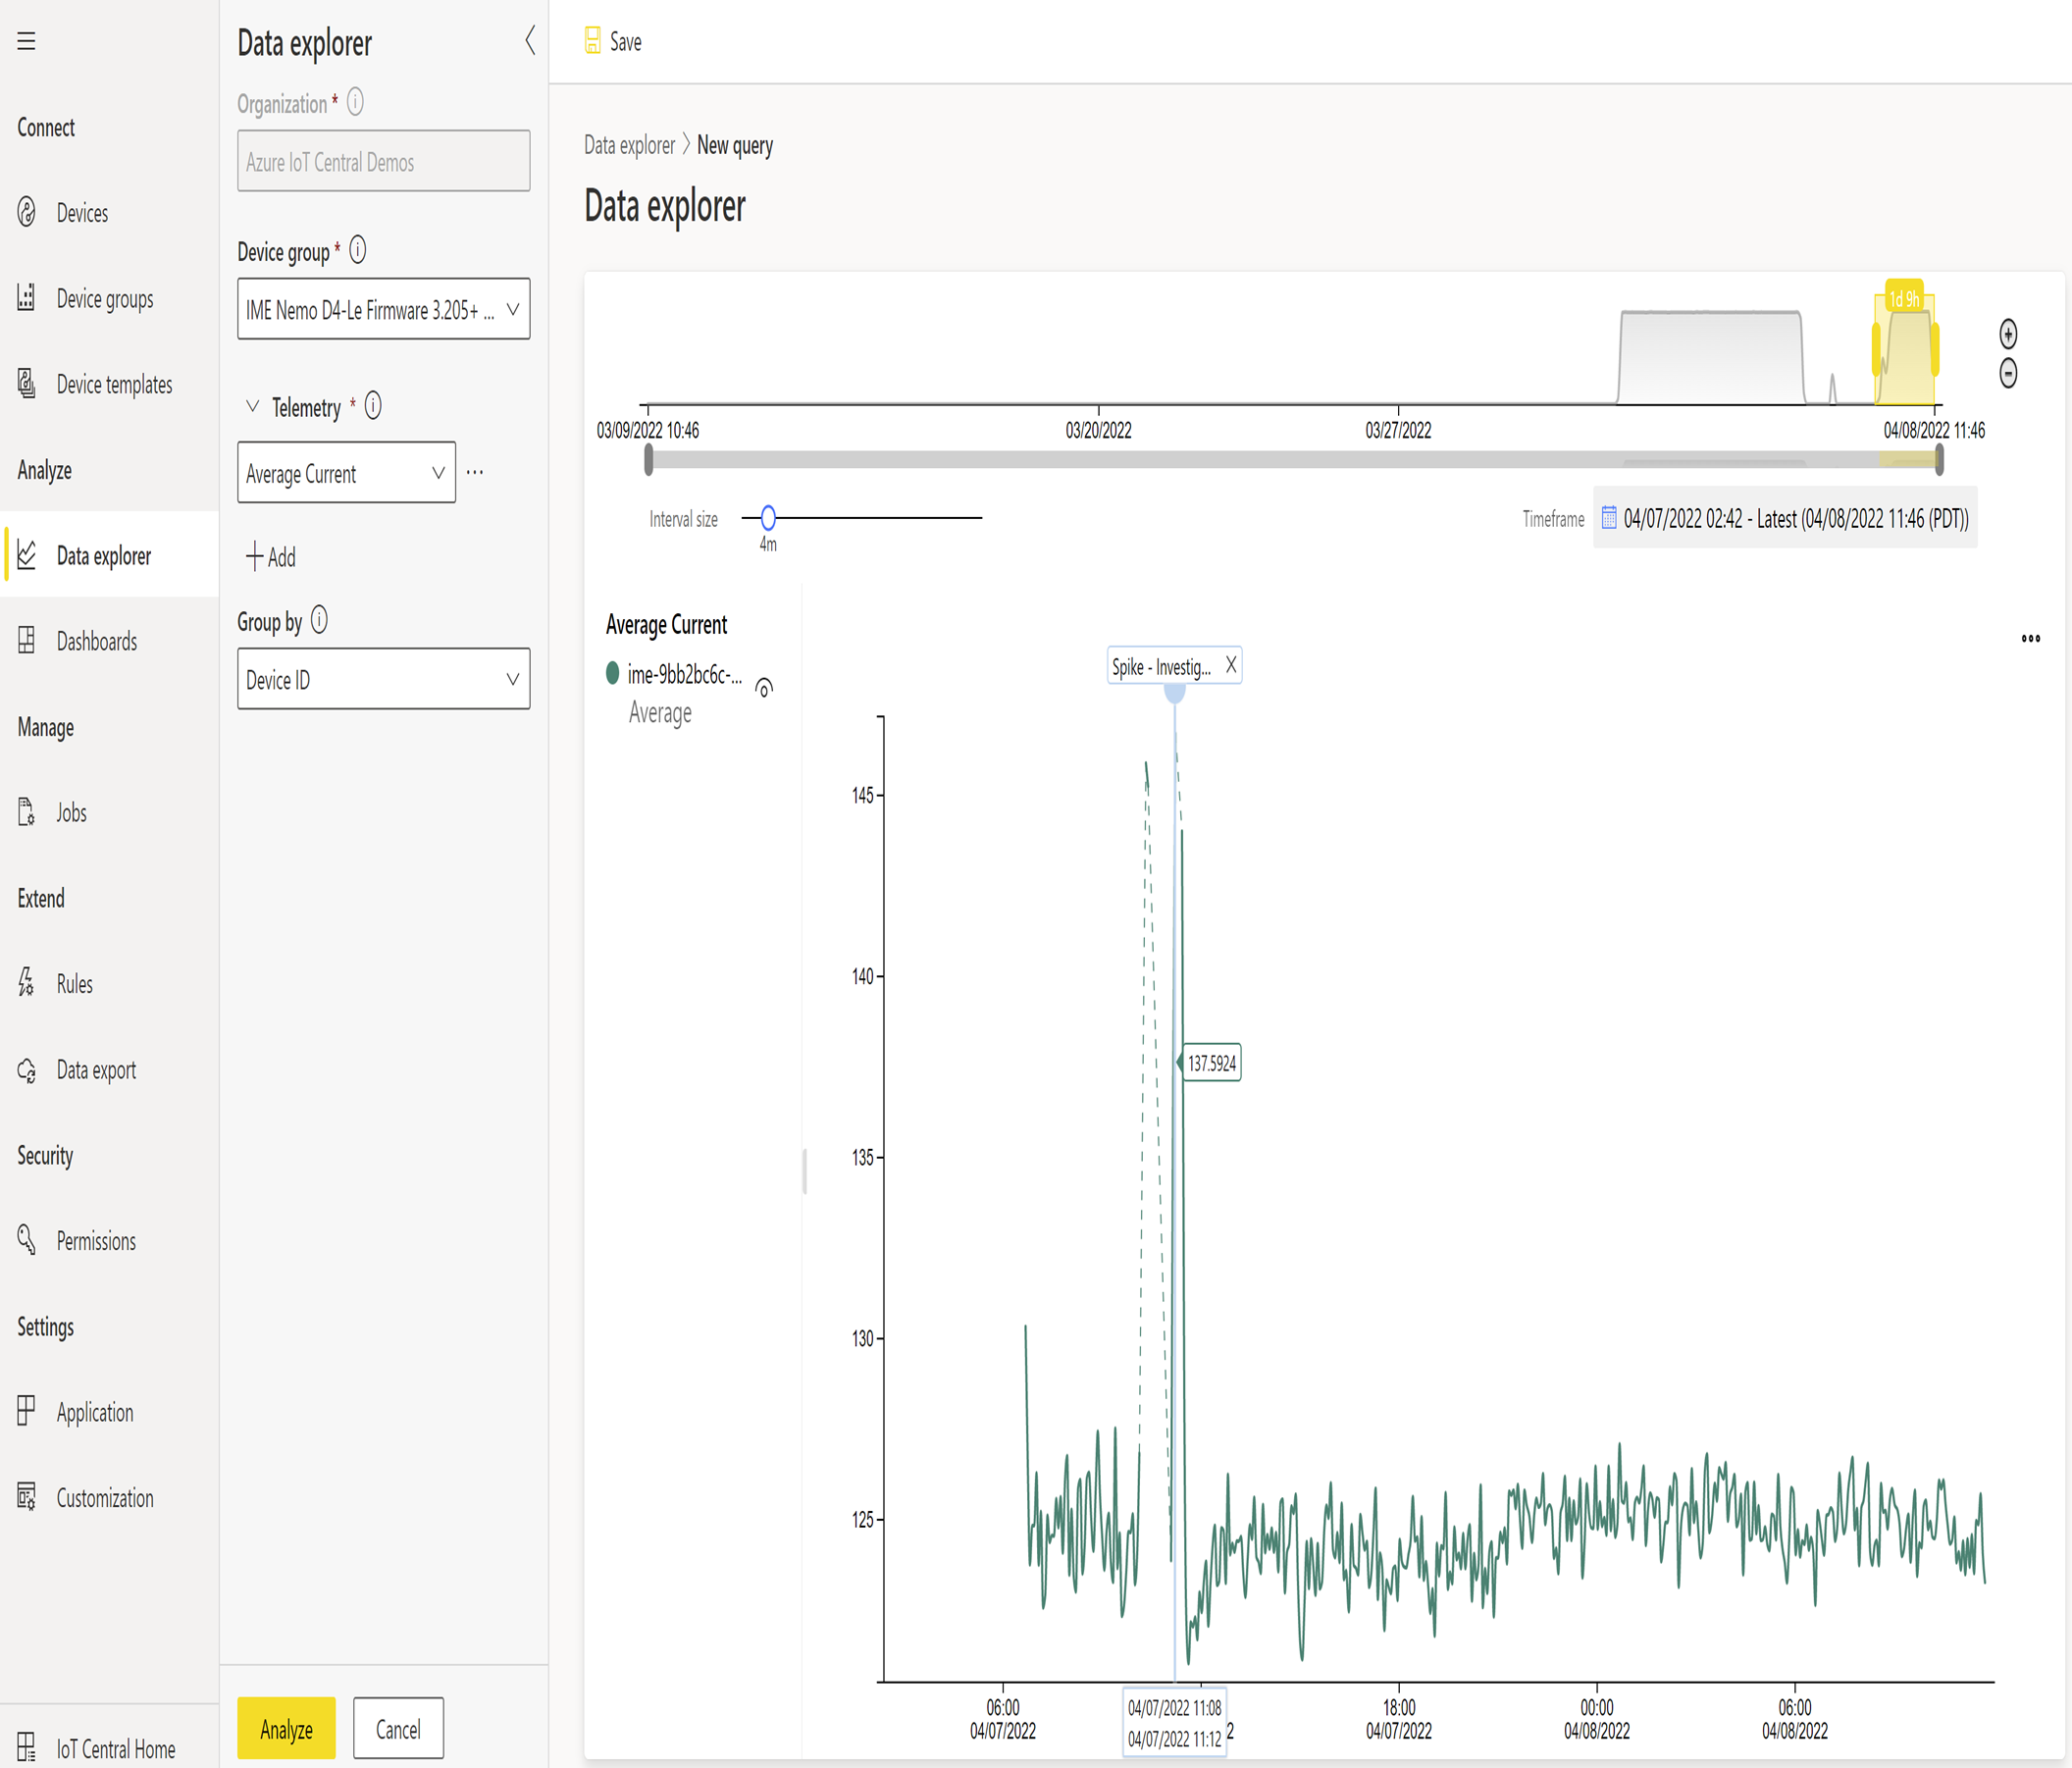 Connect
Devices
Device groups
Device templates
Analyze
Data explorer
Dashboards
Manage
Jobs
Extend
Rules
Data export
Security
Permissions
Settings
Application
Customization
IoT Central Home
Data explorer
Organization *
Azure IoT Central Demos
Device group *
IME Nemo D4-Le Firmware 3.205+ ...
Telemetry *
Average Current
Add
Group by
Device ID
Analyze
Cancel
Save
Data explorer > New query
Data explorer
1d 9h
03/09/2022 10:46
03/20/2022
03/27/2022
04/08/2022 11:46
Interval size
4m
Timeframe
04/07/2022 02:42 - Latest (04/08/2022 11:46 (PDT))
Average Current
ime-9bb2bc6c-...
Average
Spike - Investig...
145
140
137.5924
135
130
125
06:00
04/07/2022
04/07/2022 11:08
04/07/2022 11:12
2
18:00
04/07/2022
00:00
04/08/2022
06:00
04/08/2022